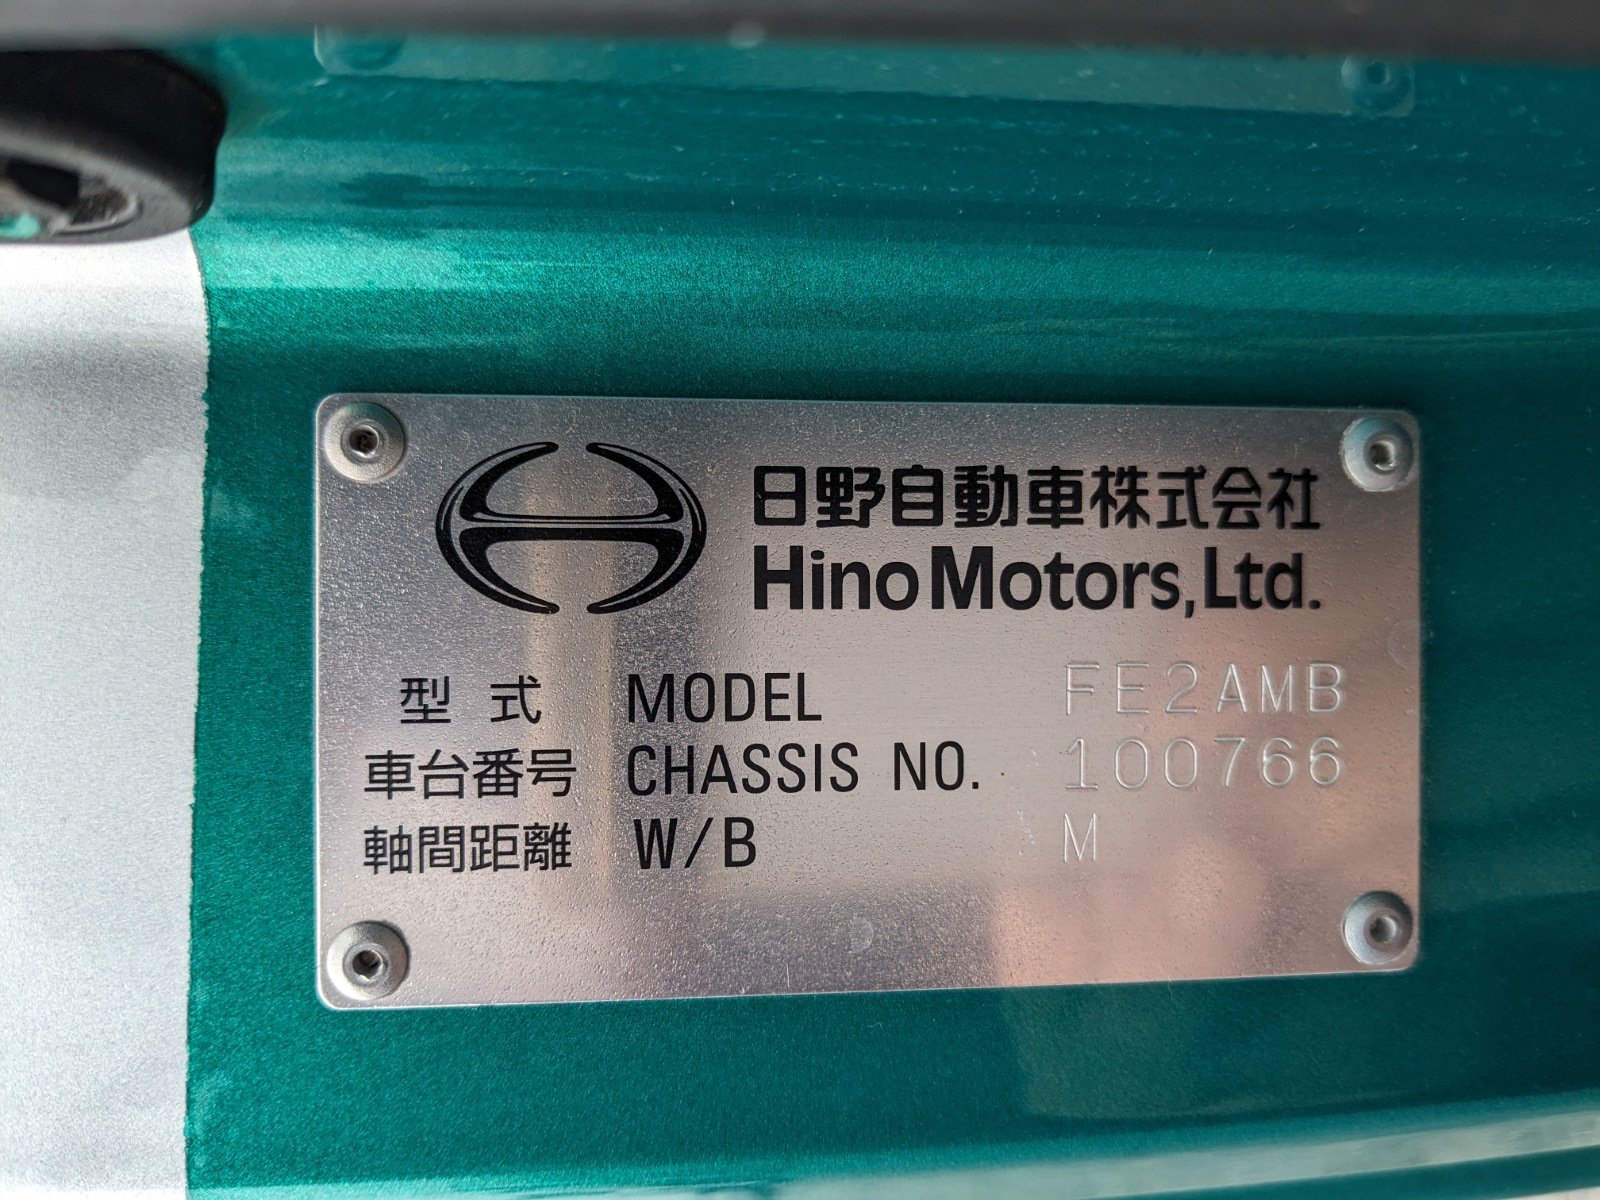 日野自動車株式会社
Hino Motors, Ltd.
型式 MODEL FE2AMB
車台番号 CHASSIS NO. 100766
軸間距離 W/B M